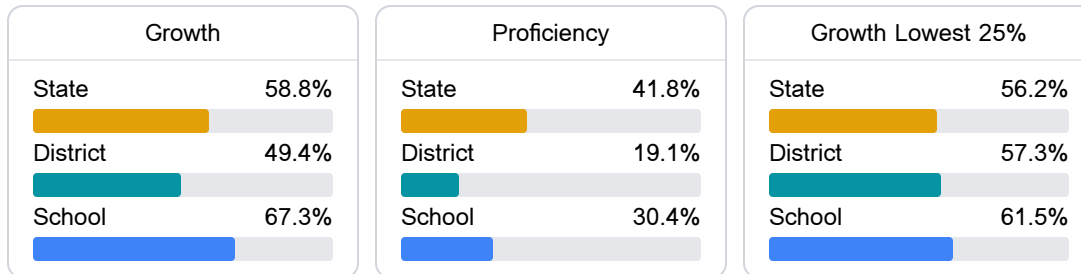 Growth
State 58.8%
District 49.4%
School 67.3%
Proficiency
State 41.8%
District 19.1%
School 30.4%
Growth Lowest 25%
State 56.2%
District 57.3%
School 61.5%